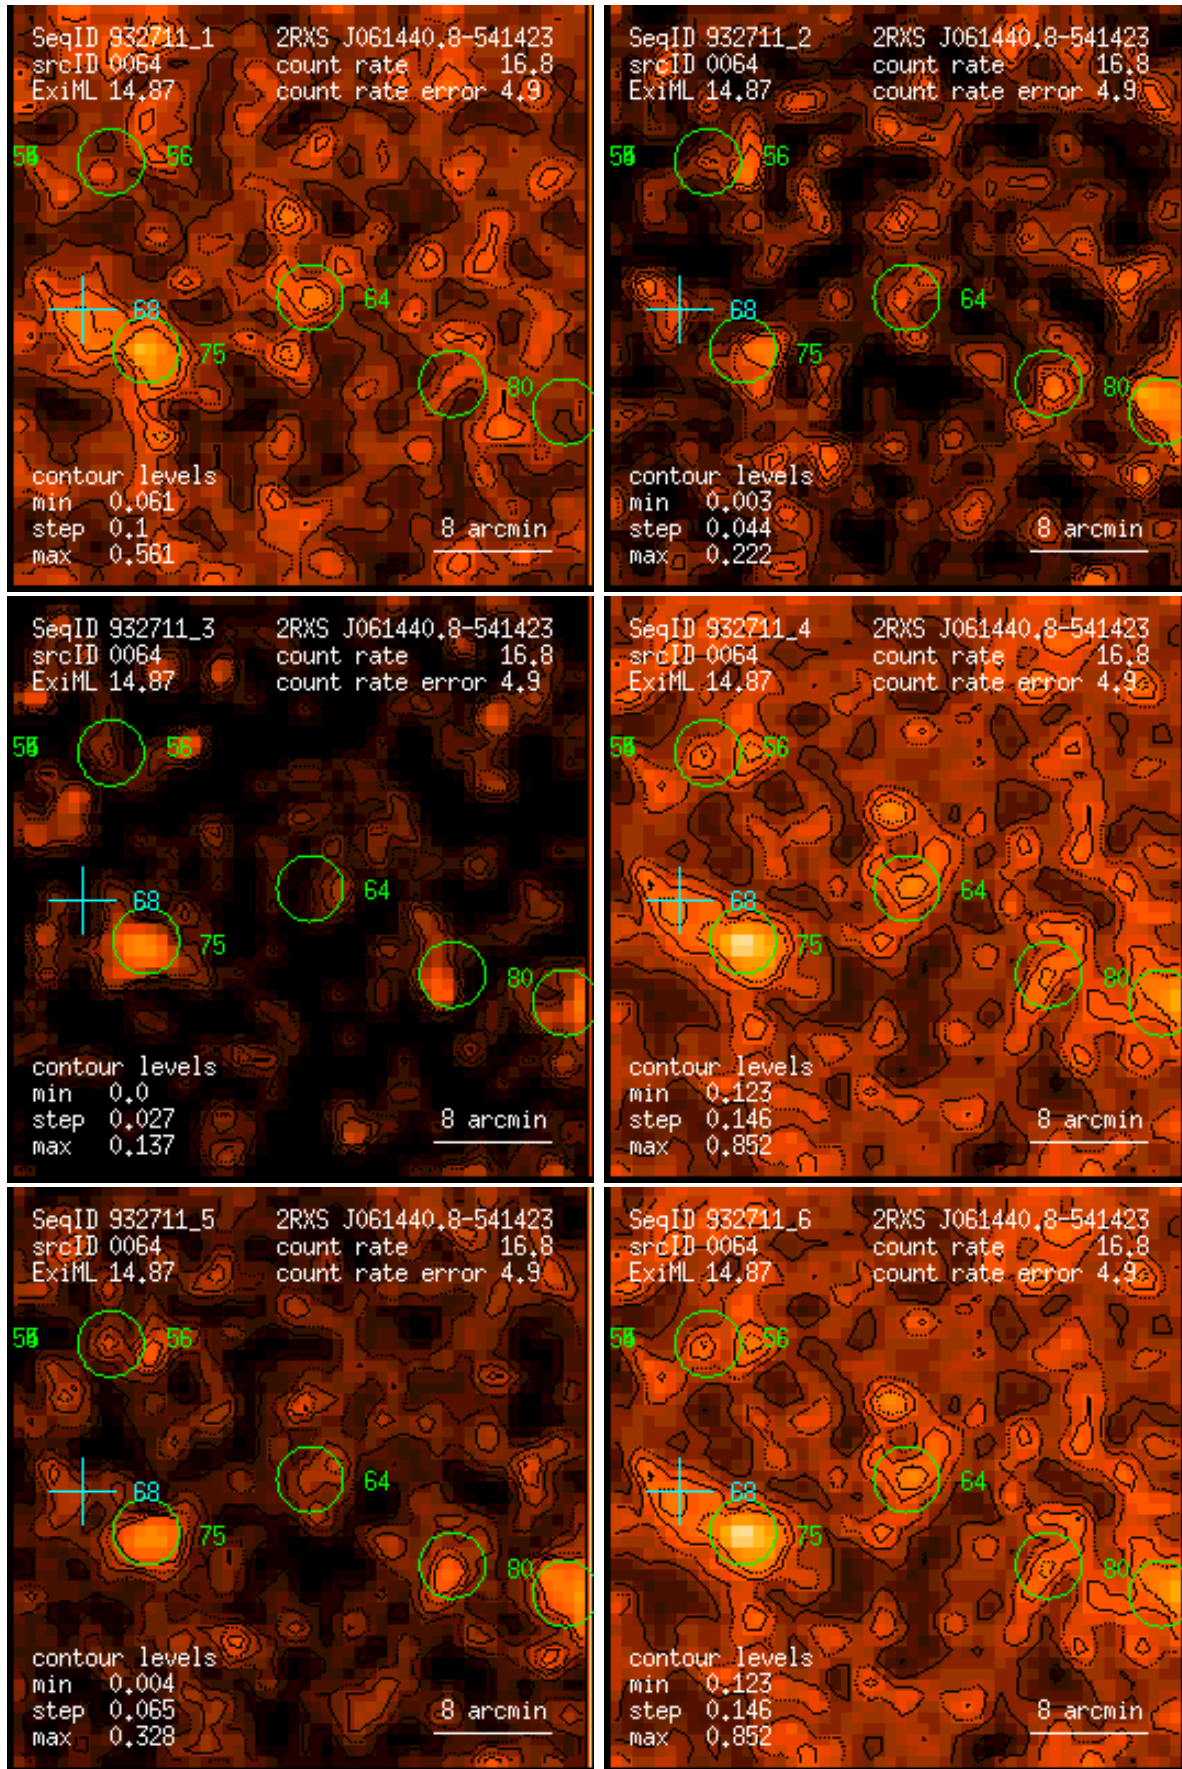 SeqID 932711_1 2RXS J061440.8-541423
srcID 0064 count rate 16.8
ExiML 14.87 count rate error 4.9
56
68
64
75
80
contour levels
min 0.061
step 0.1
max 0.561
8 arcmin
SeqID 932711_2 2RXS J061440.8-541423
srcID 0064 count rate 16.8
ExiML 14.87 count rate error 4.9
56
68
64
75
80
contour levels
min 0.003
step 0.044
max 0.222
8 arcmin
SeqID 932711_3 2RXS J061440.8-541423
srcID 0064 count rate 16.8
ExiML 14.87 count rate error 4.9
56
68
64
75
80
contour levels
min 0.0
step 0.027
max 0.137
8 arcmin
SeqID 932711_4 2RXS J061440.8-541423
srcID 0064 count rate 16.8
ExiML 14.87 count rate error 4.9
56
68
64
75
80
contour levels
min 0.123
step 0.146
max 0.852
8 arcmin
SeqID 932711_5 2RXS J061440.8-541423
srcID 0064 count rate 16.8
ExiML 14.87 count rate error 4.9
56
68
64
75
80
contour levels
min 0.004
step 0.065
max 0.328
8 arcmin
SeqID 932711_6 2RXS J061440.8-541423
srcID 0064 count rate 16.8
ExiML 14.87 count rate error 4.9
56
68
64
75
80
contour levels
min 0.123
step 0.146
max 0.852
8 arcmin